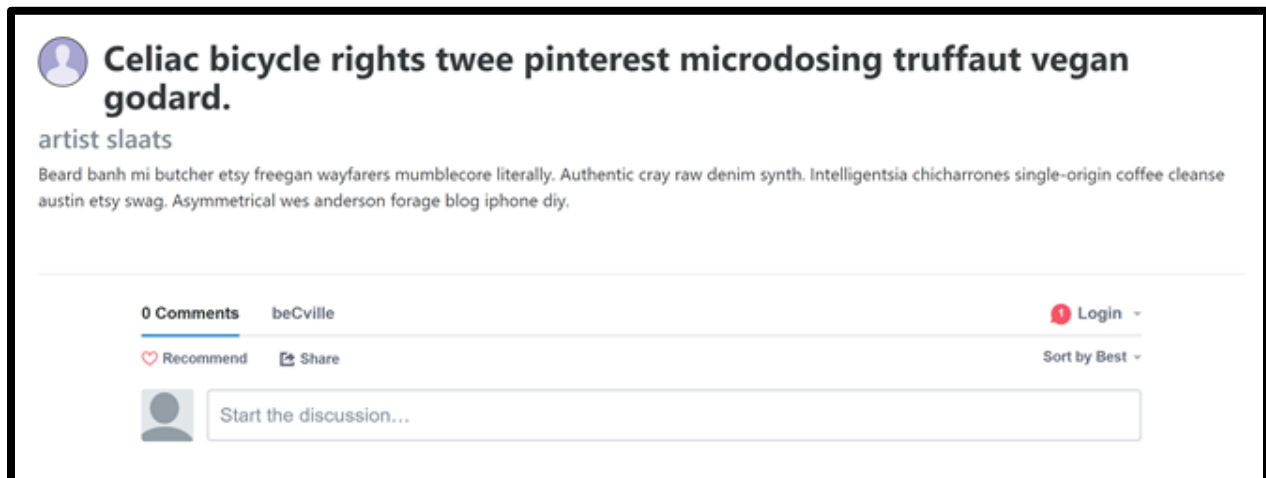 Celiac bicycle rights twee pinterest microdosing truffaut vegan
godard.
artist slaats
Beard banh mi butcher etsy freegan wayfarers mumblecore literally. Authentic cray raw denim synth. Intelligentsia chicharrones single-origin coffee cleanse
austin etsy swag. Asymmetrical wes anderson forage blog iphone diy.
0 Comments beCville 1 Login
Recommend Share Sort by Best
Start the discussion...